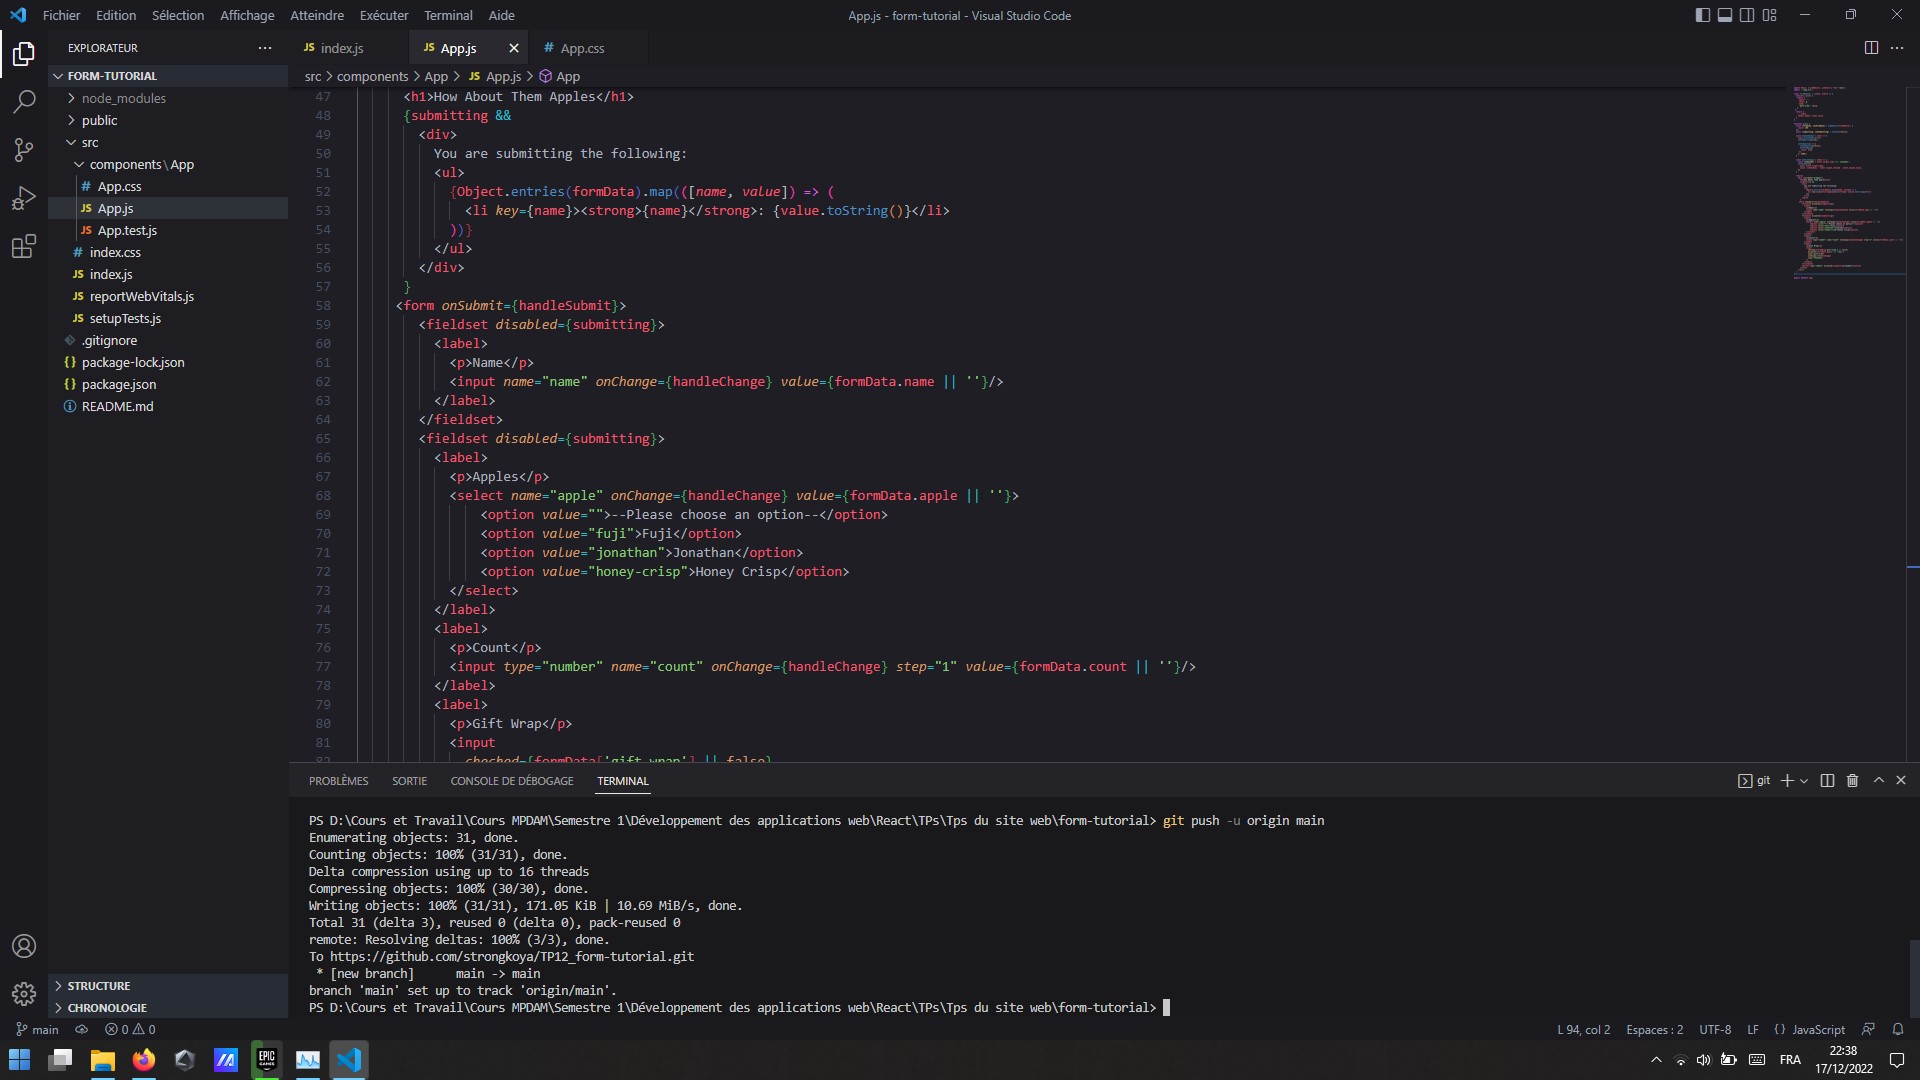 Fichier Edition Sélection Affichage Atteindre Exécuter Terminal Aide
App.js - form-tutorial - Visual Studio Code
EXPLORATEUR
FORM-TUTORIAL
node_modules
public
src
components\App
# App.css
JS App.js
JS App.test.js
# index.css
JS index.js
JS reportWebVitals.js
JS setupTests.js
.gitignore
{} package-lock.json
{} package.json
README.md
STRUCTURE
CHRONOLOGIE
JS index.js
JS App.js
# App.css
src > components > App > JS App.js > App
47 <h1>How About Them Apples</h1>
48 {submitting &&
49 <div>
50 You are submitting the following:
51 <ul>
52 {Object.entries(formData).map(([name, value]) => (
53 <li key={name}><strong>{name}</strong>: {value.toString()}</li>
54 ))}
55 </ul>
56 </div>
57 }
58 <form onSubmit={handleSubmit}>
59 <fieldset disabled={submitting}>
60 <label>
61 <p>Name</p>
62 <input name="name" onChange={handleChange} value={formData.name || ''}/>
63 </label>
64 </fieldset>
65 <fieldset disabled={submitting}>
66 <label>
67 <p>Apples</p>
68 <select name="apple" onChange={handleChange} value={formData.apple || ''}>
69 <option value="">--Please choose an option--</option>
70 <option value="fuji">Fuji</option>
71 <option value="jonathan">Jonathan</option>
72 <option value="honey-crisp">Honey Crisp</option>
73 </select>
74 </label>
75 <label>
76 <p>Count</p>
77 <input type="number" name="count" onChange={handleChange} step="1" value={formData.count || ''}/>
78 </label>
79 <label>
80 <p>Gift Wrap</p>
81 <input
82 checked={formData['gift-wrap'] || false}
PROBLÈMES SORTIE CONSOLE DE DÉBOGAGE TERMINAL
git
PS D:\Cours et Travail\Cours MPDAM\Semestre 1\Développement des applications web\React\TPs\Tps du site web\form-tutorial> git push -u origin main
Enumerating objects: 31, done.
Counting objects: 100% (31/31), done.
Delta compression using up to 16 threads
Compressing objects: 100% (30/30), done.
Writing objects: 100% (31/31), 171.05 KiB | 10.69 MiB/s, done.
Total 31 (delta 3), reused 0 (delta 0), pack-reused 0
remote: Resolving deltas: 100% (3/3), done.
To https://github.com/strongkoya/TP12_form-tutorial.git
* [new branch] main -> main
branch 'main' set up to track 'origin/main'.
PS D:\Cours et Travail\Cours MPDAM\Semestre 1\Développement des applications web\React\TPs\Tps du site web\form-tutorial>
main 0 0
L 94, col 2 Espaces : 2 UTF-8 LF {} JavaScript
EPIC GAMES
FRA
22:38
17/12/2022